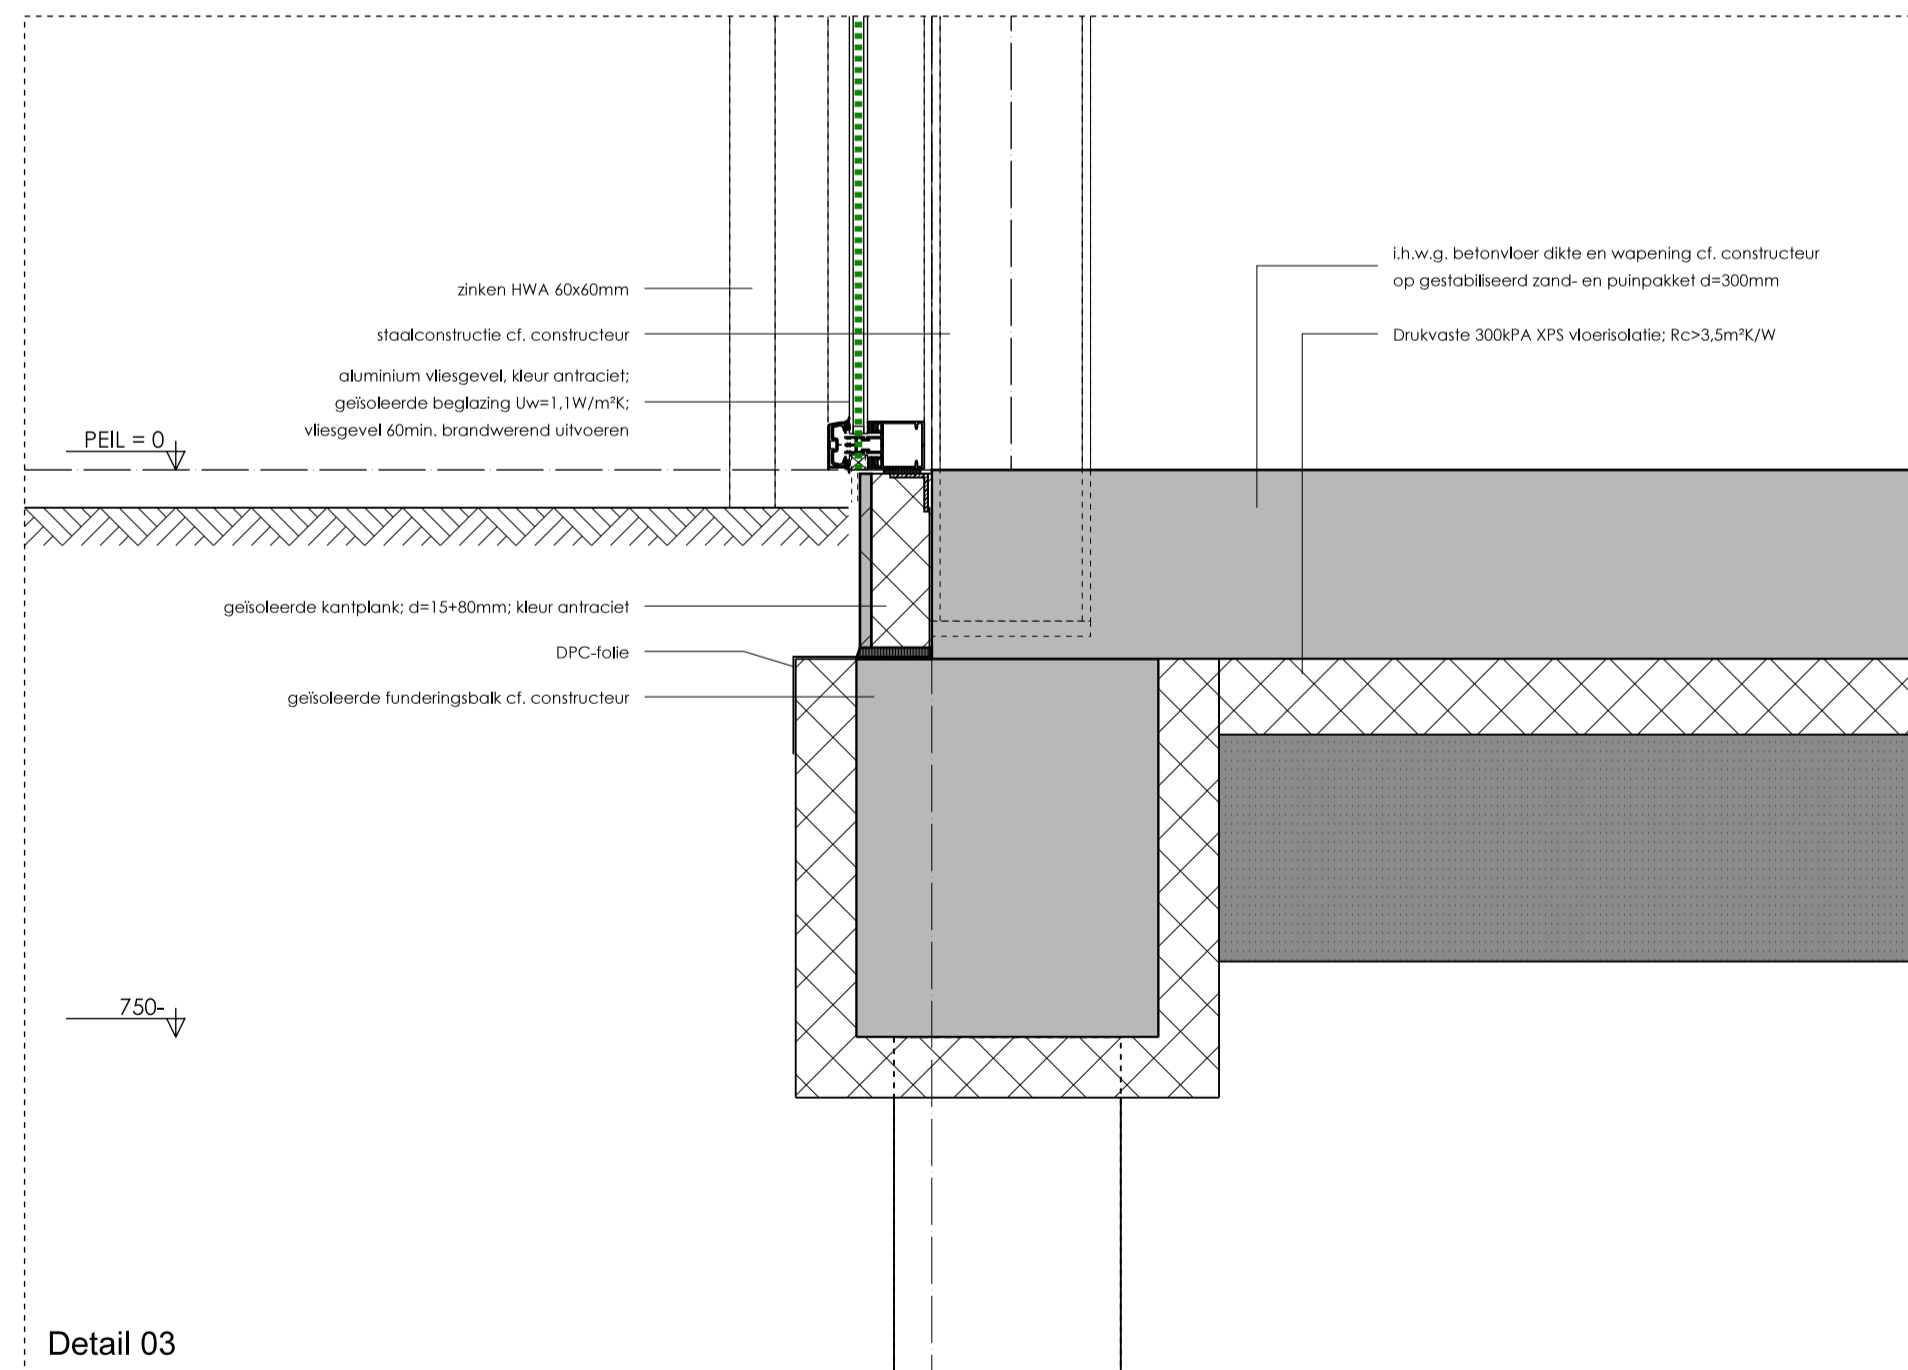 zinken HWA 60x60mm
staalconstructie cf. constructeur
aluminium vliesgevel, kleur antraciet;
geïsoleerde beglazing Uw=1,1W/m²K;
vliesgevel 60min. brandwerend uitvoeren
PEIL = 0
i.h.w.g. betonvloer dikte en wapening cf. constructeur
op gestabiliseerd zand- en puinpakket d=300mm
Drukvaste 300kPA XPS vloerisolatie; Rc>3,5m²K/W
geïsoleerde kantplank; d=15+80mm; kleur antraciet
DPC-folie
geïsoleerde funderingsbalk cf. constructeur
750-
Detail 03